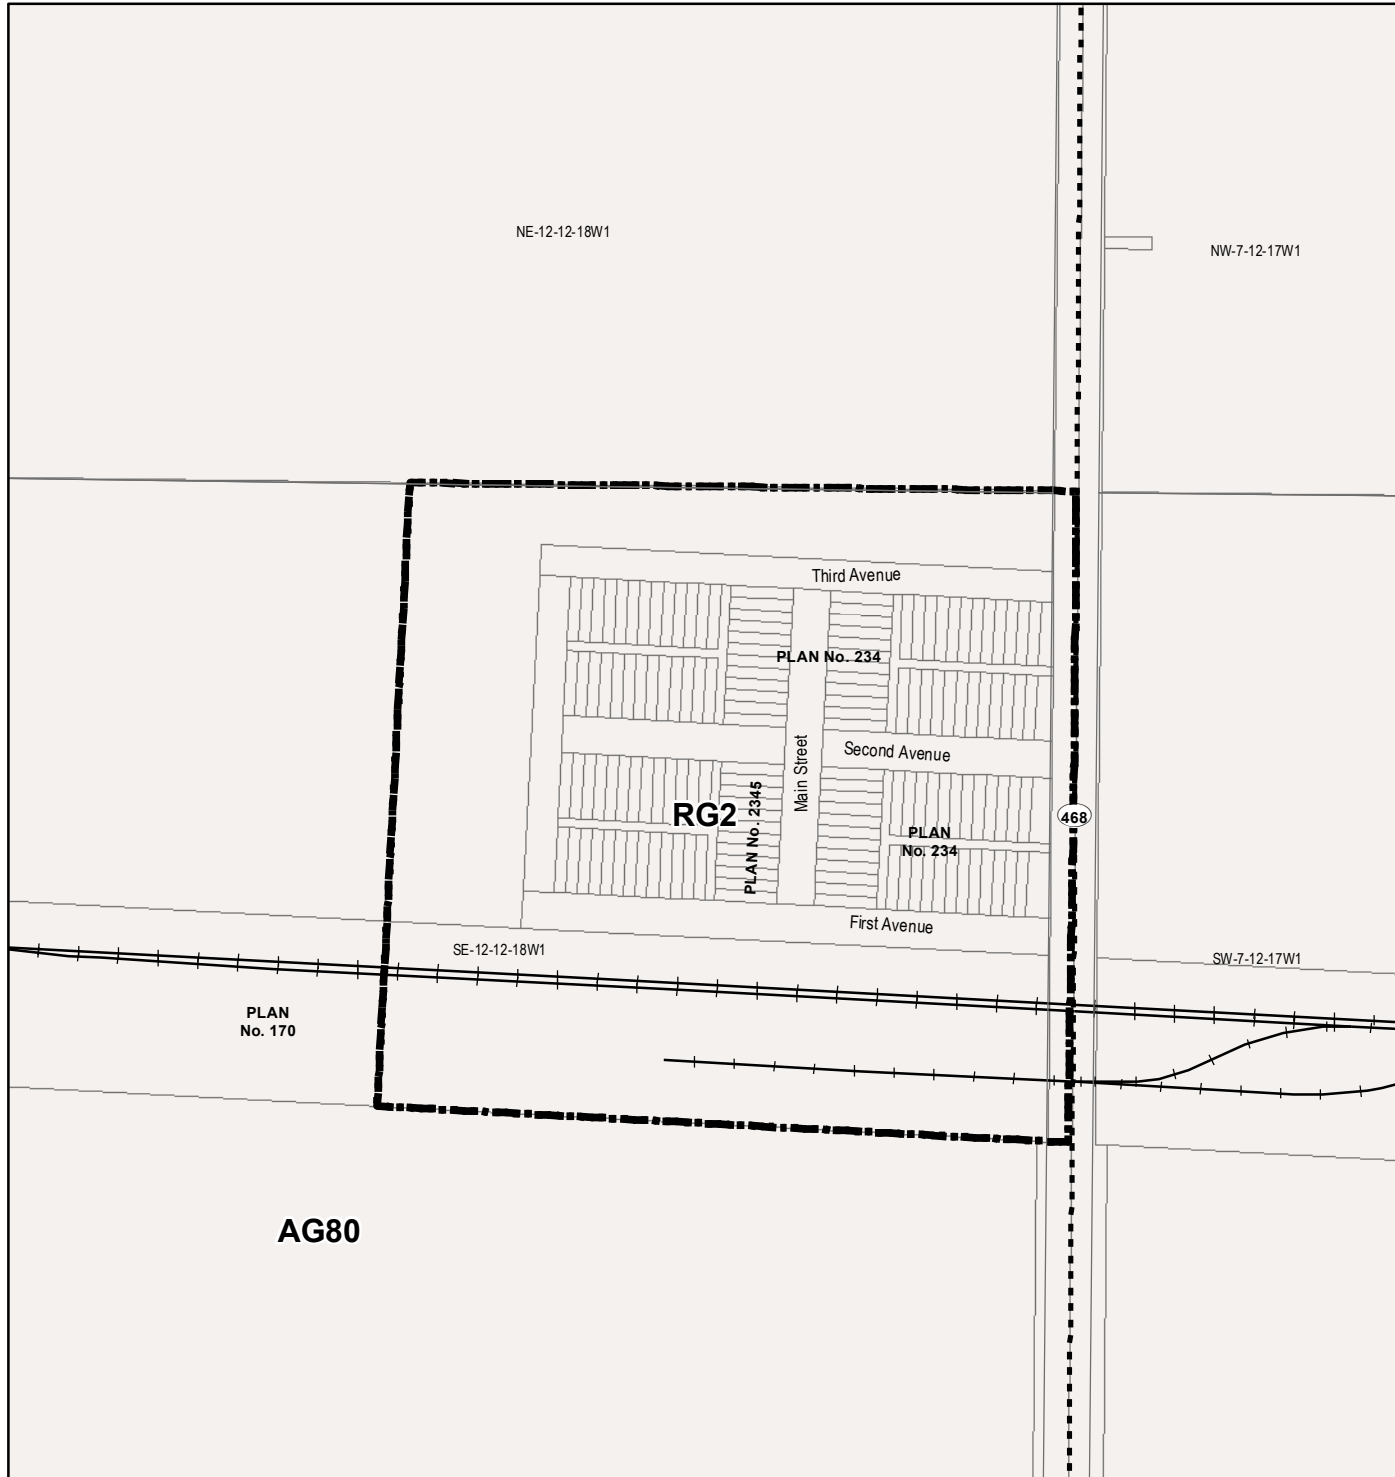 NE-12-12-18W1
NW-7-12-17W1
Third Avenue
PLAN No. 234
Second Avenue
Main Street
PLAN No. 2345
RG2
468
PLAN
No. 234
First Avenue
SE-12-12-18W1
SW-7-12-17W1
PLAN
No. 170
AG80